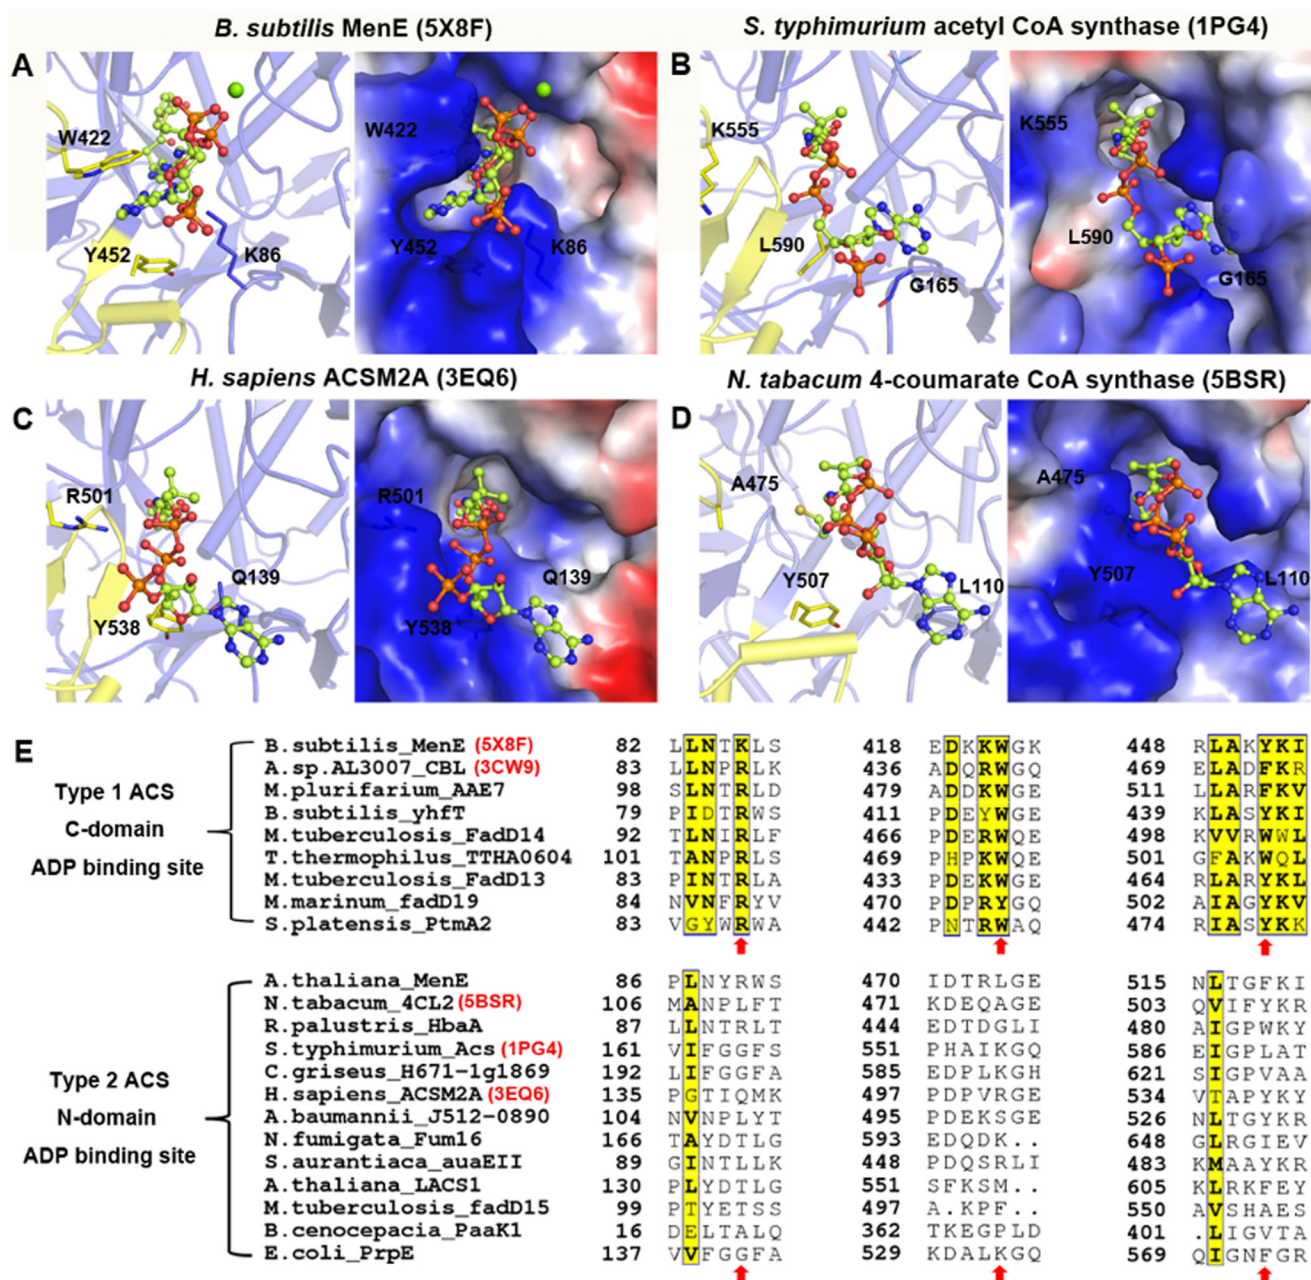 B. subtilis MenE (5X8F)
S. typhimurium acetyl CoA synthase (1PG4)
A
W422
Y452
K86
W422
Y452
K86
B
K555
L590
G165
K555
L590
G165
H. sapiens ACSM2A (3EQ6)
N. tabacum 4-coumarate CoA synthase (5BSR)
C
R501
Q139
Y538
R501
Q139
Y538
D
A475
Y507
L110
A475
Y507
L110
E
Type 1 ACS
C-domain
ADP binding site
B.subtilis_MenE (5X8F) 82 LLNTKLS 418 EDKKWGK 448 RLAKYKI
A.sp.AL3007_CBL (3CW9) 83 LLNPRLK 436 ADQRWGQ 469 ELADFKR
M.plurifarium_AAE7 98 SLNTRLD 479 ADDKWGE 511 LLARFKV
B.subtilis_yhfT 79 PIDTRWS 411 PDEYWGE 439 KLASYKI
M.tuberculosis_FadD14 92 TLNIRLF 466 PDERWQE 498 KVVRWWL
T.thermophilus_TTHA0604 101 TANPRLS 469 PHPKWQE 501 GFAKWQL
M.tuberculosis_FadD13 83 PINTRLA 433 PDEKWGE 464 RLARYKL
M.marinum_fadD19 84 NVNFRYV 470 PDPRYGQ 502 AIAGYKV
S.platensis_PtmA2 83 VGYWRWA 442 PNTRWAQ 474 RIASYKK
Type 2 ACS
N-domain
ADP binding site
A.thaliana_MenE 86 PLNYRWS 470 IDTRLGE 515 NLTGFKI
N.tabacum_4CL2 (5BSR) 106 MANPLFT 471 KDEQAGE 503 QVIFYKR
R.palustris_HbaA 87 LLNTRLT 444 EDTDGLI 480 AIGPWKY
S.typhimurium_Acs (1PG4) 161 VIFGGFS 551 PHAIKGQ 586 EIGPLAT
C.griseus_H671-1g1869 192 LIFGGFA 585 EDPLKGH 621 SIGPVAA
H.sapiens_ACSM2A (3EQ6) 135 PGTIQMK 497 PDPVRGE 534 VTAPYKY
A.baumannii_J512-0890 104 NVNPLYT 495 PDEKSGE 526 NLTGYKR
N.fumigata_Fum16 166 TAYDTLG 593 EDQDK.. 648 GLRGIEV
S.aurantiaca_auaEII 89 GINTLLK 448 PDQSRLI 483 KMAAYKR
A.thaliana_LACS1 130 PLYDTLG 551 SFKSM.. 605 KLRKFEY
M.tuberculosis_fadD15 99 PTYETSS 497 A.KPF.. 550 AVSHAES
B.cenocepacia_PaaK1 16 DELTALQ 362 TKEGPLD 401 .LIGVTA
E.coli_PrpE 137 VVFGGFA 529 KDALKGQ 569 QIGNFGR